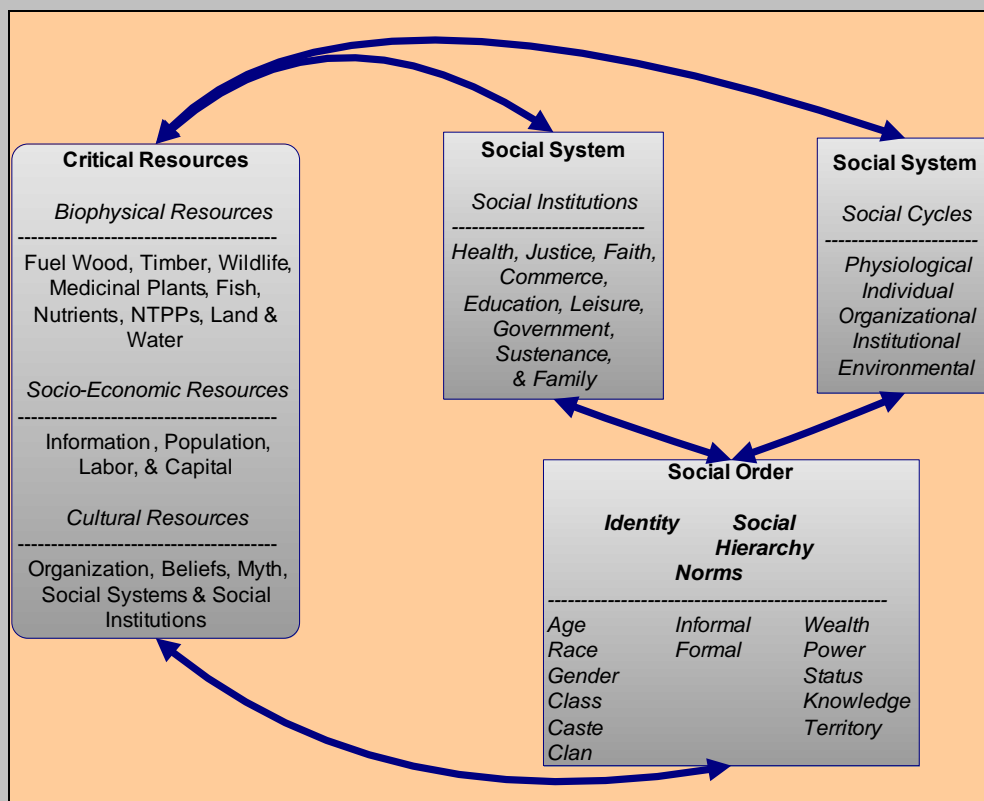 Critical Resources
Biophysical Resources
---------------------------------------
Fuel Wood, Timber, Wildlife,
Medicinal Plants, Fish,
Nutrients, NTPPs, Land &
Water
Socio-Economic Resources
---------------------------------------
Information, Population,
Labor, & Capital
Cultural Resources
---------------------------------------
Organization, Beliefs, Myth,
Social Systems & Social
Institutions
Social System
Social Institutions
-----------------------------
Health, Justice, Faith,
Commerce,
Education, Leisure,
Government,
Sustenance,
& Family
Social System
Social Cycles
-----------------------
Physiological
Individual
Organizational
Institutional
Environmental
Social Order
Identity Social
Hierarchy
Norms
---------------------------------------------------
Age Informal Wealth
Race Formal Power
Gender Status
Class Knowledge
Caste Territory
Clan